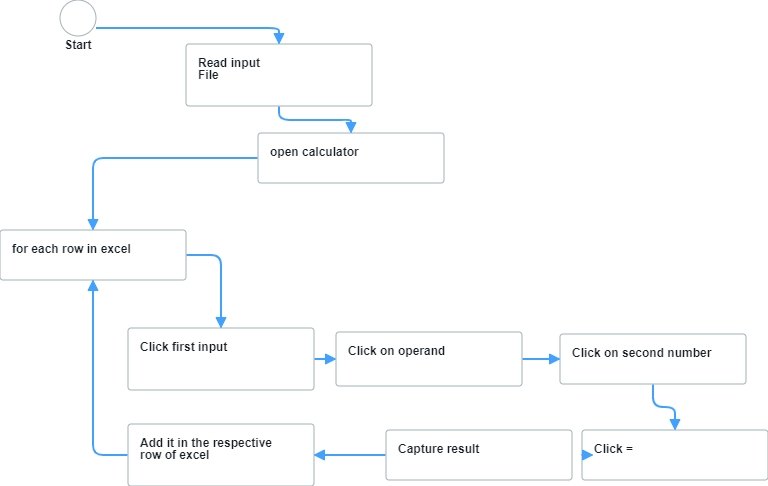 Start
Read input
File
open calculator
for each row in excel
Click first input
Click on operand
Click on second number
Click =
Capture result
Add it in the respective
row of excel